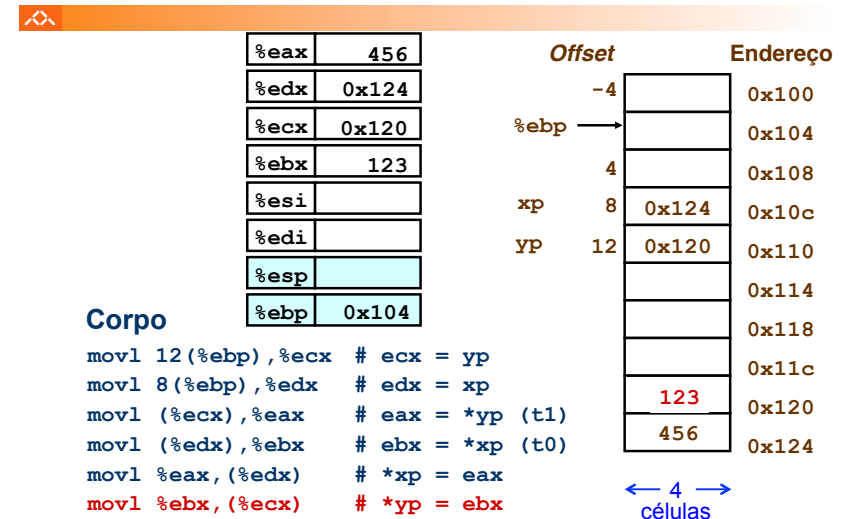 %eax 456
%edx 0x124
%ecx 0x120
%ebx 123
%esi
%edi
%esp
%ebp 0x104
Offset Endereço
-4 0x100
%ebp 0x104
4 0x108
xp 8 0x124 0x10c
yp 12 0x120 0x110
0x114
0x118
0x11c
123 0x120
456 0x124
4
células
Corpo
movl 12(%ebp),%ecx # ecx = yp
movl 8(%ebp),%edx # edx = xp
movl (%ecx),%eax # eax = *yp (t1)
movl (%edx),%ebx # ebx = *xp (t0)
movl %eax,(%edx) # *xp = eax
movl %ebx,(%ecx) # *yp = ebx